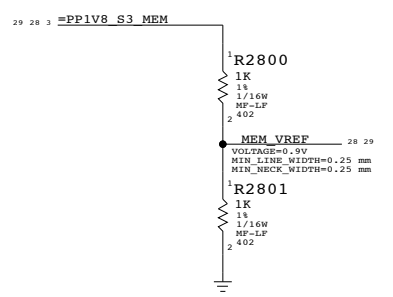 29 28 3 =PP1V8_S3_MEM
1
R2800
1K
1%
1/16W
MF-LF
402
2
MEM_VREF 28 29
VOLTAGE=0.9V
MIN_LINE_WIDTH=0.25 mm
MIN_NECK_WIDTH=0.25 mm
1
R2801
1K
1%
1/16W
MF-LF
402
2